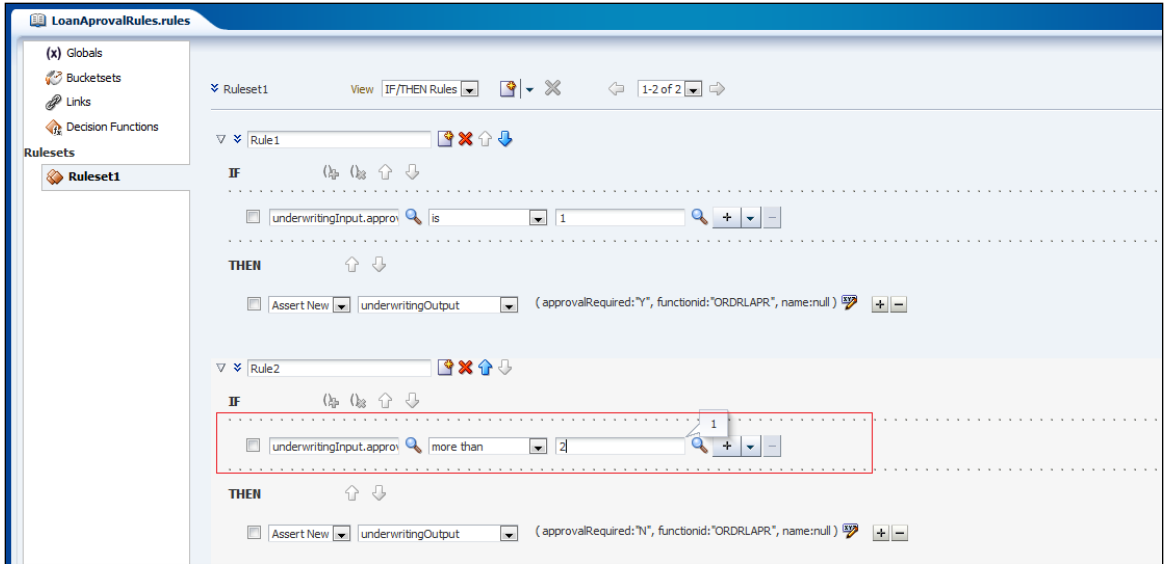 LoanAprovalRules.rules
(x) Globals
Bucketsets
Links
Decision Functions
Rulesets
Ruleset1
Ruleset1 View IF/THEN Rules 1-2 of 2
Rule1
IF
underwritingInput.approv is 1
THEN
Assert New underwritingOutput ( approvalRequired:"Y", functionid:"ORDRLAPR", name:null )
Rule2
IF
1
underwritingInput.approv more than 2
THEN
Assert New underwritingOutput ( approvalRequired:"N", functionid:"ORDRLAPR", name:null )